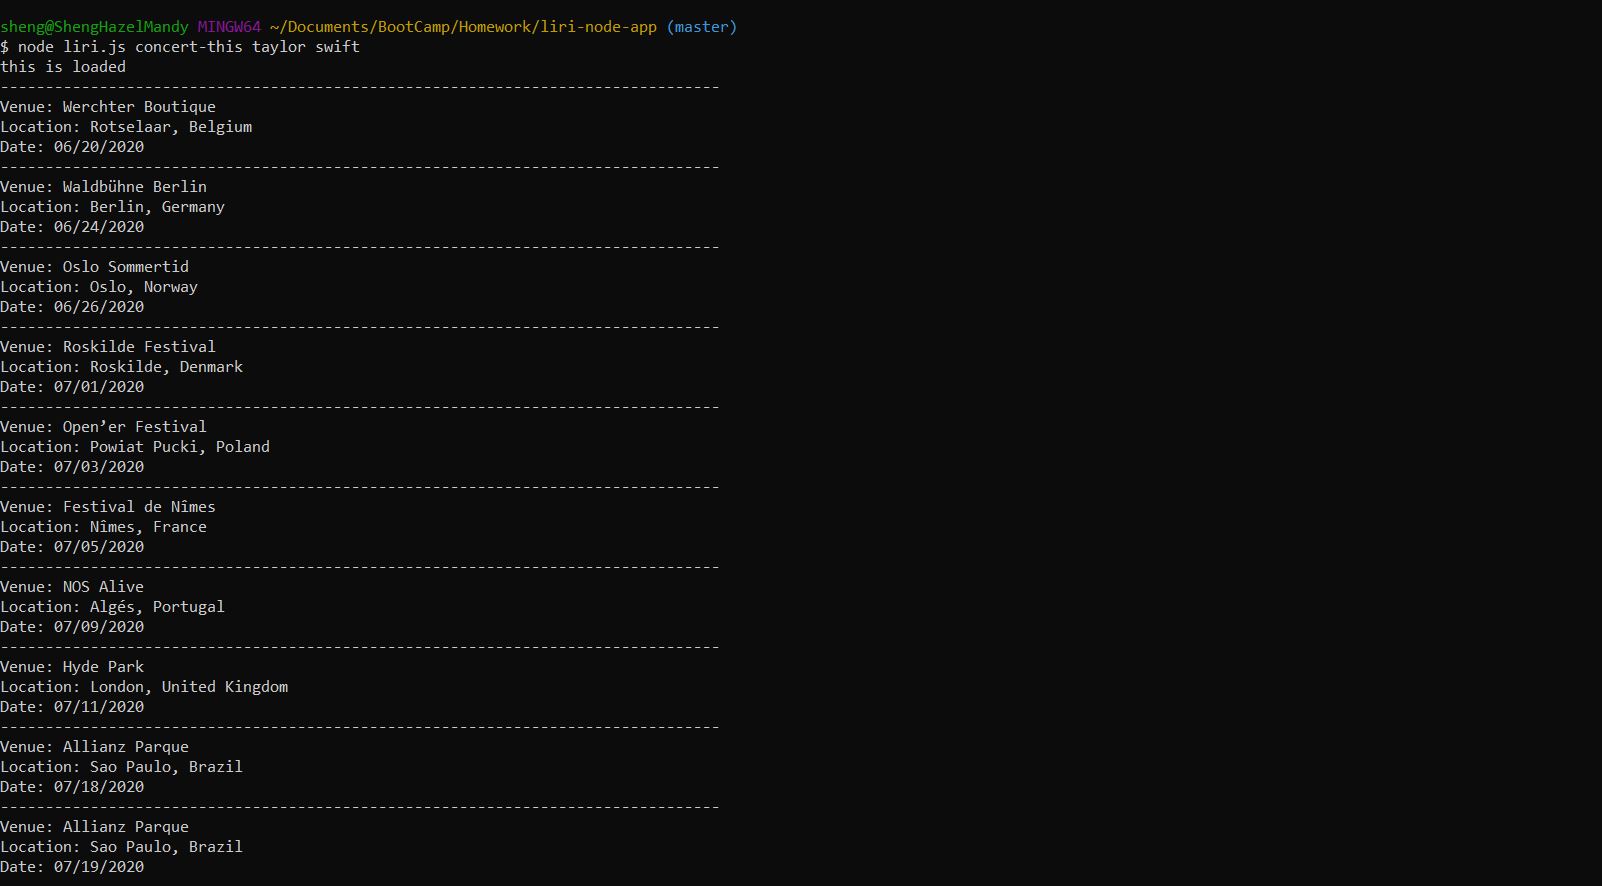 sheng@ShengHazelMandy MINGW64 ~/Documents/BootCamp/Homework/liri-node-app (master)
$ node liri.js concert-this taylor swift
this is loaded
--------------------------------------------------------------------------------
Venue: Werchter Boutique
Location: Rotselaar, Belgium
Date: 06/20/2020
--------------------------------------------------------------------------------
Venue: Waldbühne Berlin
Location: Berlin, Germany
Date: 06/24/2020
--------------------------------------------------------------------------------
Venue: Oslo Sommertid
Location: Oslo, Norway
Date: 06/26/2020
--------------------------------------------------------------------------------
Venue: Roskilde Festival
Location: Roskilde, Denmark
Date: 07/01/2020
--------------------------------------------------------------------------------
Venue: Open’er Festival
Location: Powiat Pucki, Poland
Date: 07/03/2020
--------------------------------------------------------------------------------
Venue: Festival de Nîmes
Location: Nîmes, France
Date: 07/05/2020
--------------------------------------------------------------------------------
Venue: NOS Alive
Location: Algés, Portugal
Date: 07/09/2020
--------------------------------------------------------------------------------
Venue: Hyde Park
Location: London, United Kingdom
Date: 07/11/2020
--------------------------------------------------------------------------------
Venue: Allianz Parque
Location: Sao Paulo, Brazil
Date: 07/18/2020
--------------------------------------------------------------------------------
Venue: Allianz Parque
Location: Sao Paulo, Brazil
Date: 07/19/2020